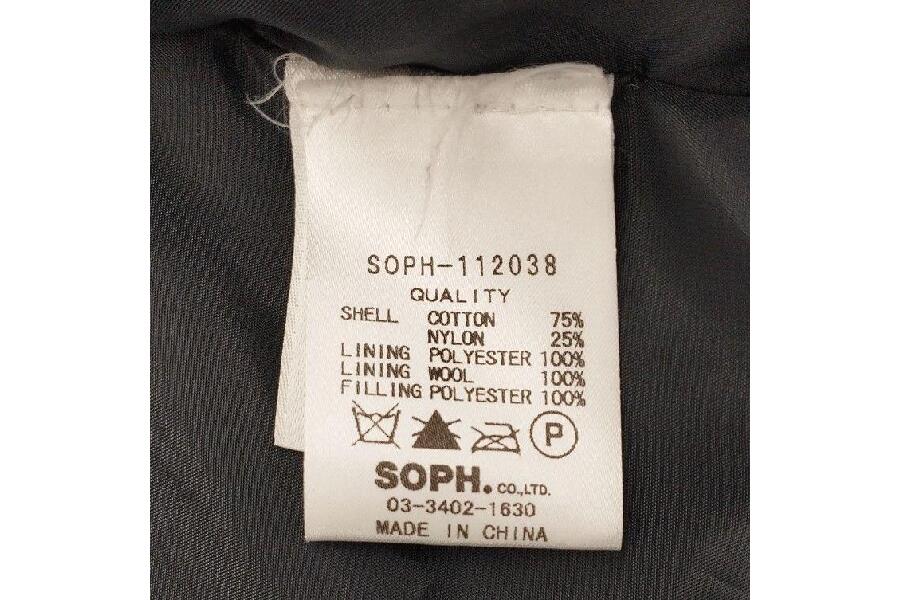 SOPH-112038
QUALITY
SHELL COTTON 75%
NYLON 25%
LINING POLYESTER 100%
LINING WOOL 100%
FILLING POLYESTER 100%
P
SOPH. CO.,LTD.
03-3402-1630
MADE IN CHINA